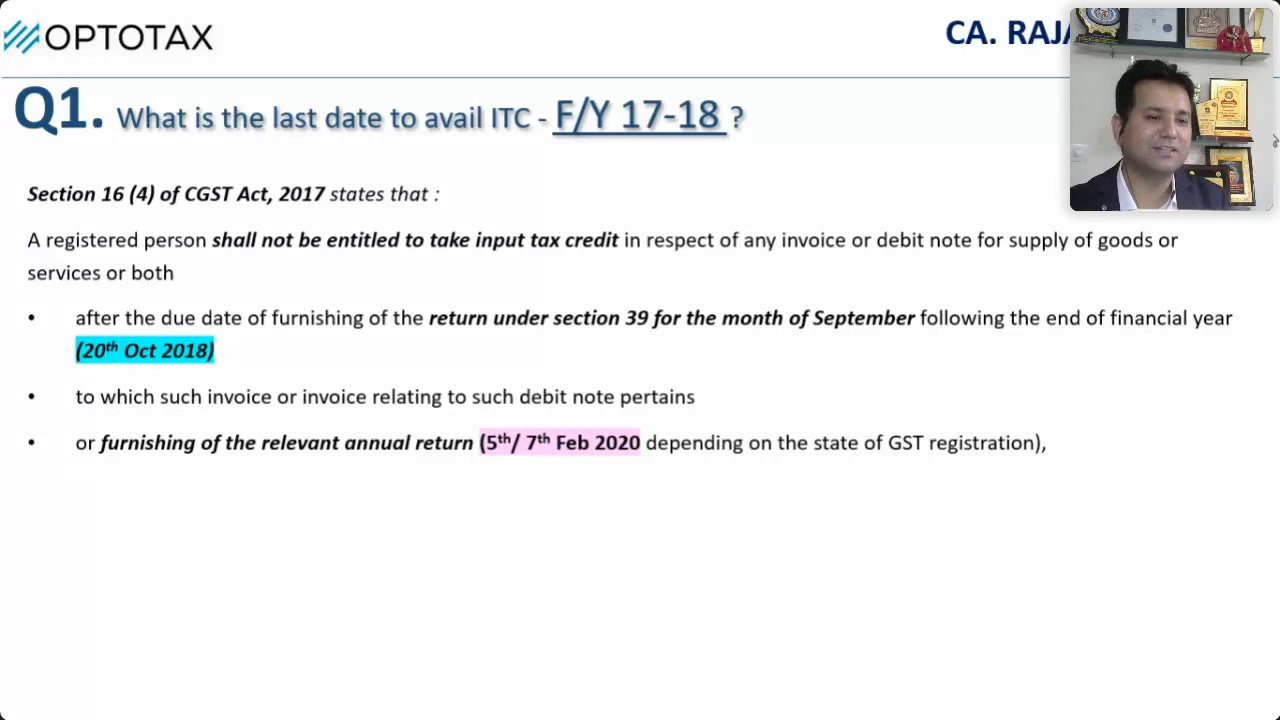 OPTOTAX
CA. RAJA
Q1. What is the last date to avail ITC - F/Y 17-18 ?
Section 16 (4) of CGST Act, 2017 states that :
A registered person shall not be entitled to take input tax credit in respect of any invoice or debit note for supply of goods or
services or both
• after the due date of furnishing of the return under section 39 for the month of September following the end of financial year
(20th Oct 2018)
• to which such invoice or invoice relating to such debit note pertains
• or furnishing of the relevant annual return (5th/ 7th Feb 2020 depending on the state of GST registration),